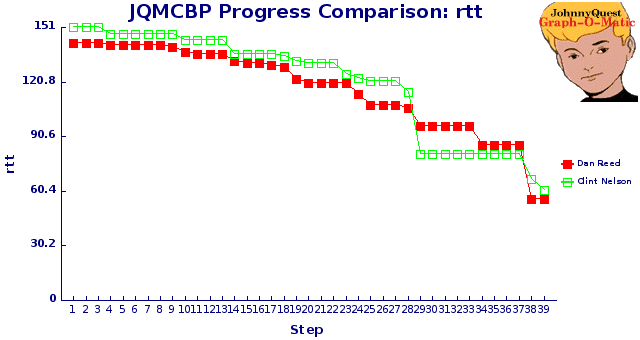 JQMCBP Progress Comparison: rtt
JohnnyQuest
Graph-O-Matic
151
120.8
90.6
60.4
30.2
0
rtt
Dan Reed
Clint Nelson
1 2 3 4 5 6 7 8 9 10 11 12 13 14 15 16 17 18 19 20 21 22 23 24 25 26 27 28 29 30 31 32 33 34 35 36 37 38 39
Step